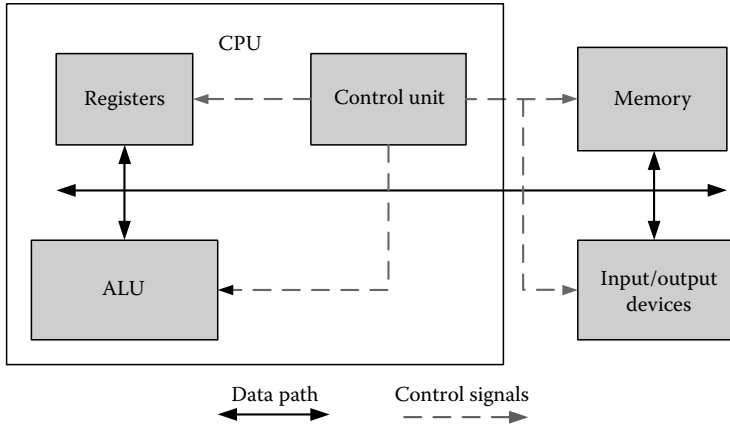 CPU
Registers
Control unit
Memory
ALU
Input/output
devices
Data path
Control signals